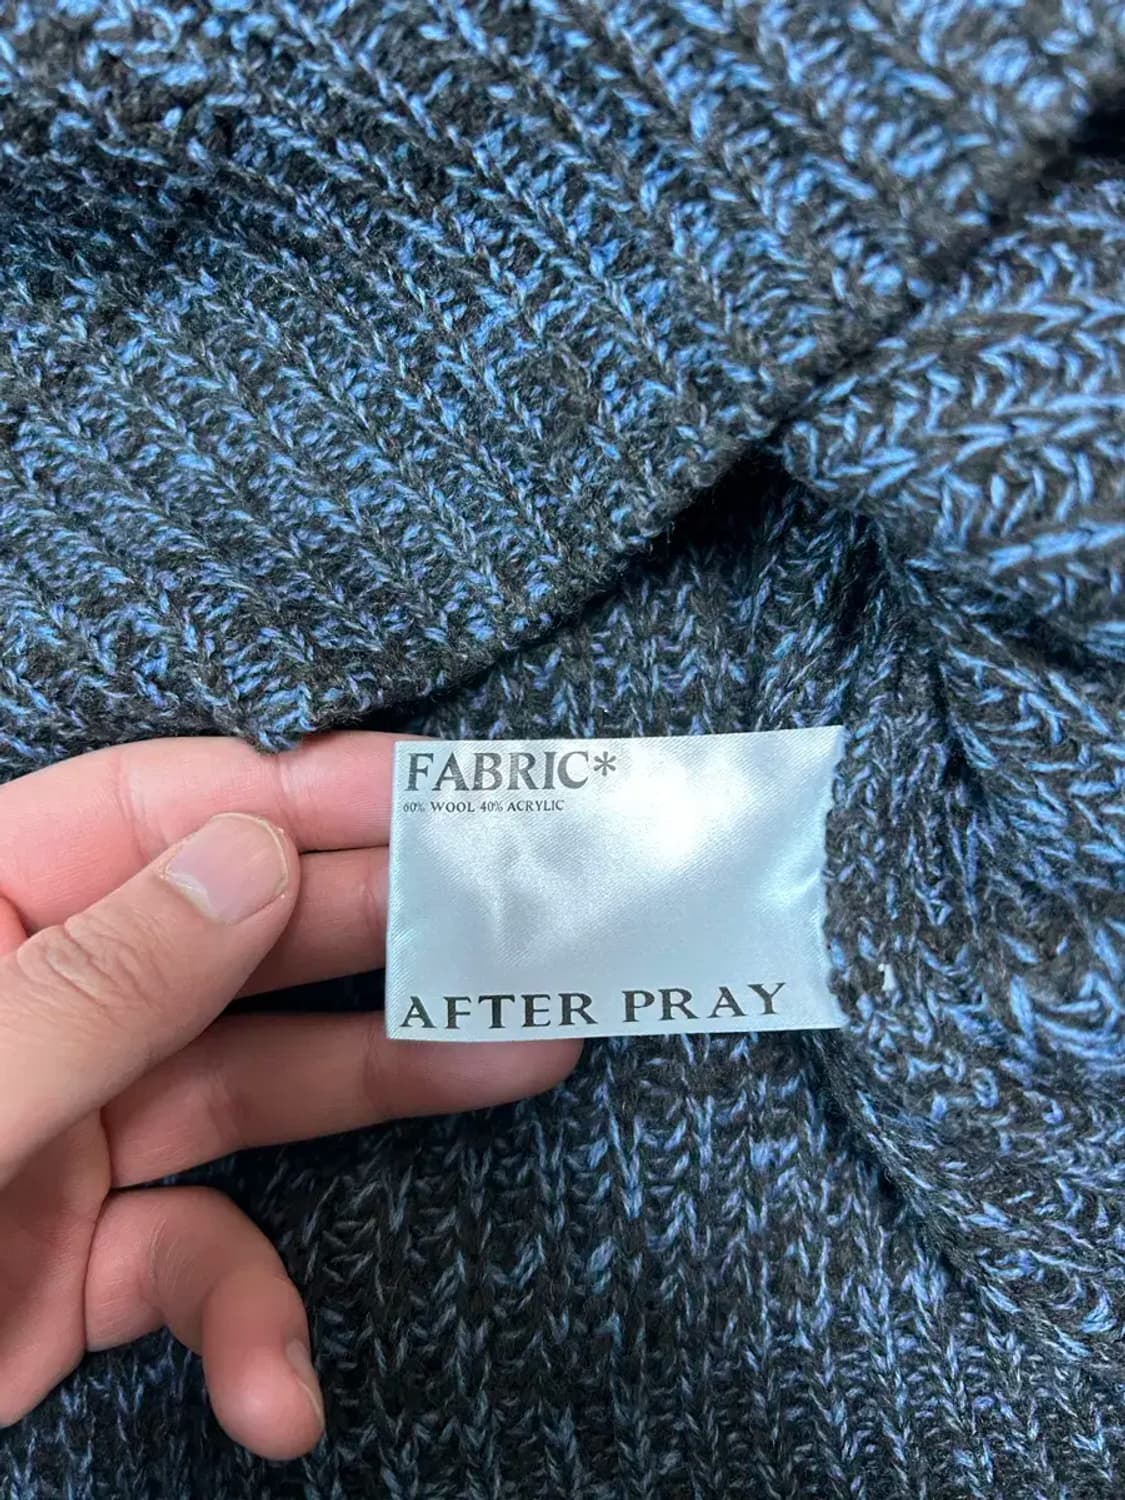 FABRIC*
60% WOOL 40% ACRYLIC
AFTER PRAY